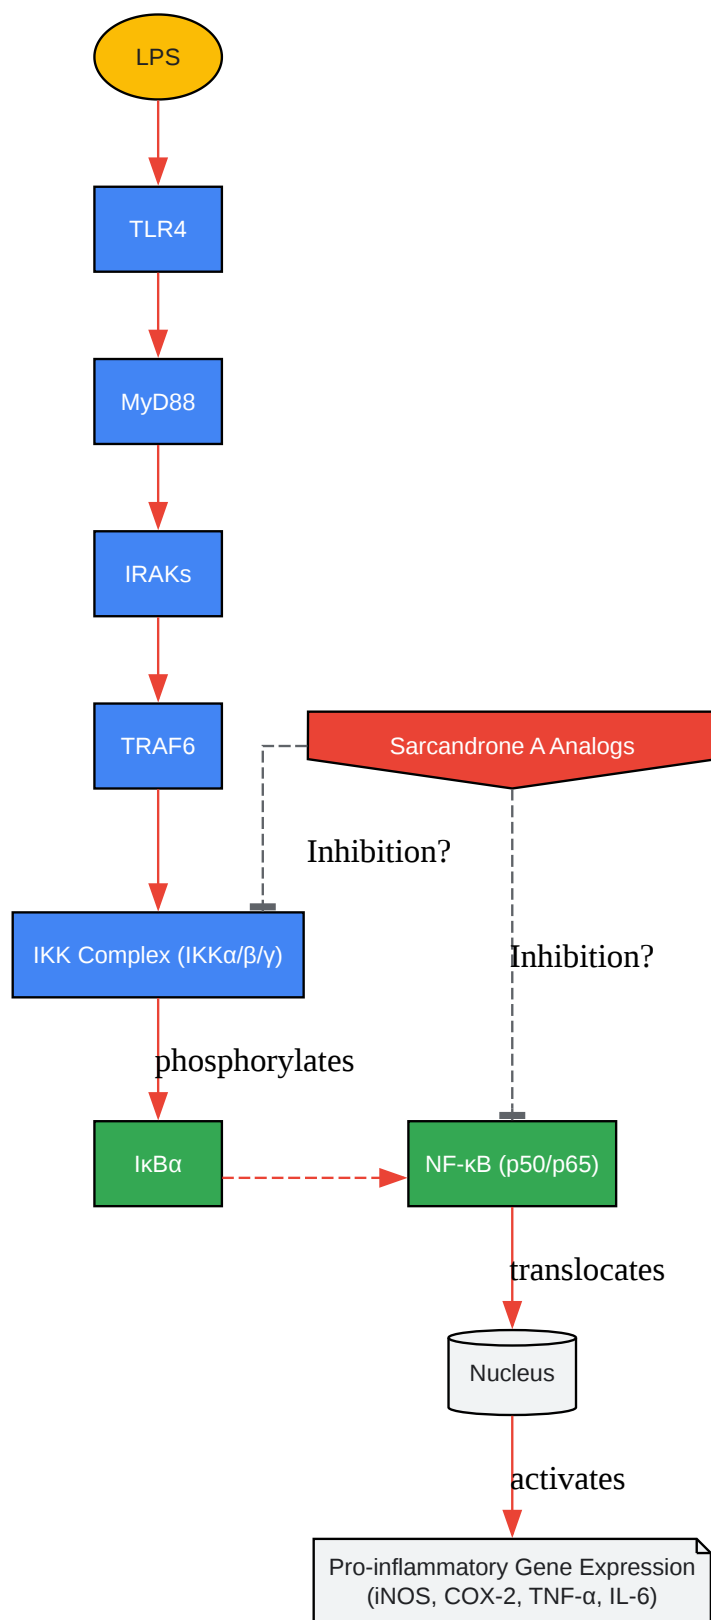 LPS
TLR4
MyD88
IRAKs
TRAF6
Sarcandrone A Analogs
Inhibition?
IKK Complex (IKKα/β/γ)
Inhibition?
phosphorylates
IκBα
NF-κB (p50/p65)
translocates
Nucleus
activates
Pro-inflammatory Gene Expression
(iNOS, COX-2, TNF-α, IL-6)